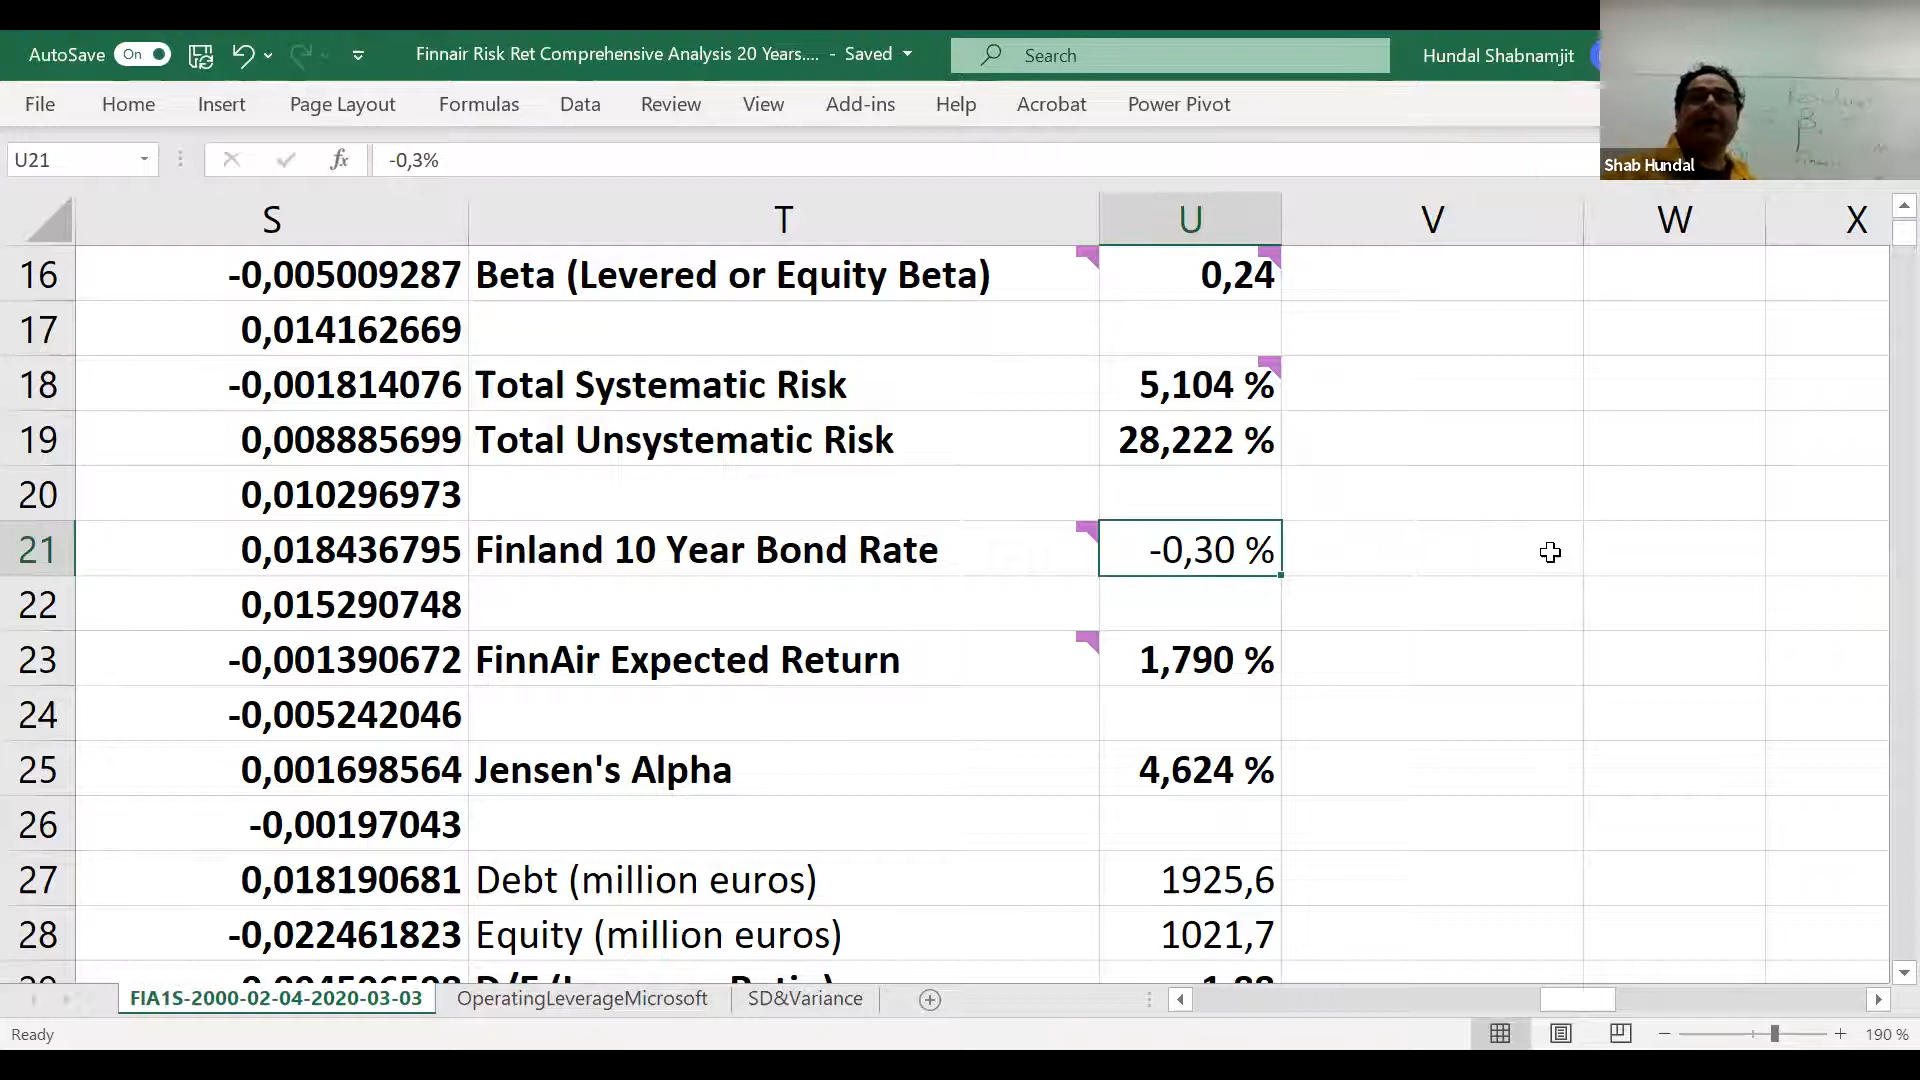 AutoSave On Finnair Risk Ret Comprehensive Analysis 20 Years.... - Saved Search Hundal Shabnamjit
File Home Insert Page Layout Formulas Data Review View Add-ins Help Acrobat Power Pivot
Shab Hundal
U21 fx -0,3%
S T U V W X
16 -0,005009287 Beta (Levered or Equity Beta) 0,24
17 0,014162669
18 -0,001814076 Total Systematic Risk 5,104 %
19 0,008885699 Total Unsystematic Risk 28,222 %
20 0,010296973
21 0,018436795 Finland 10 Year Bond Rate -0,30 %
22 0,015290748
23 -0,001390672 FinnAir Expected Return 1,790 %
24 -0,005242046
25 0,001698564 Jensen's Alpha 4,624 %
26 -0,00197043
27 0,018190681 Debt (million euros) 1925,6
28 -0,022461823 Equity (million euros) 1021,7
FIA1S-2000-02-04-2020-03-03 OperatingLeverageMicrosoft SD&Variance
Ready 190 %